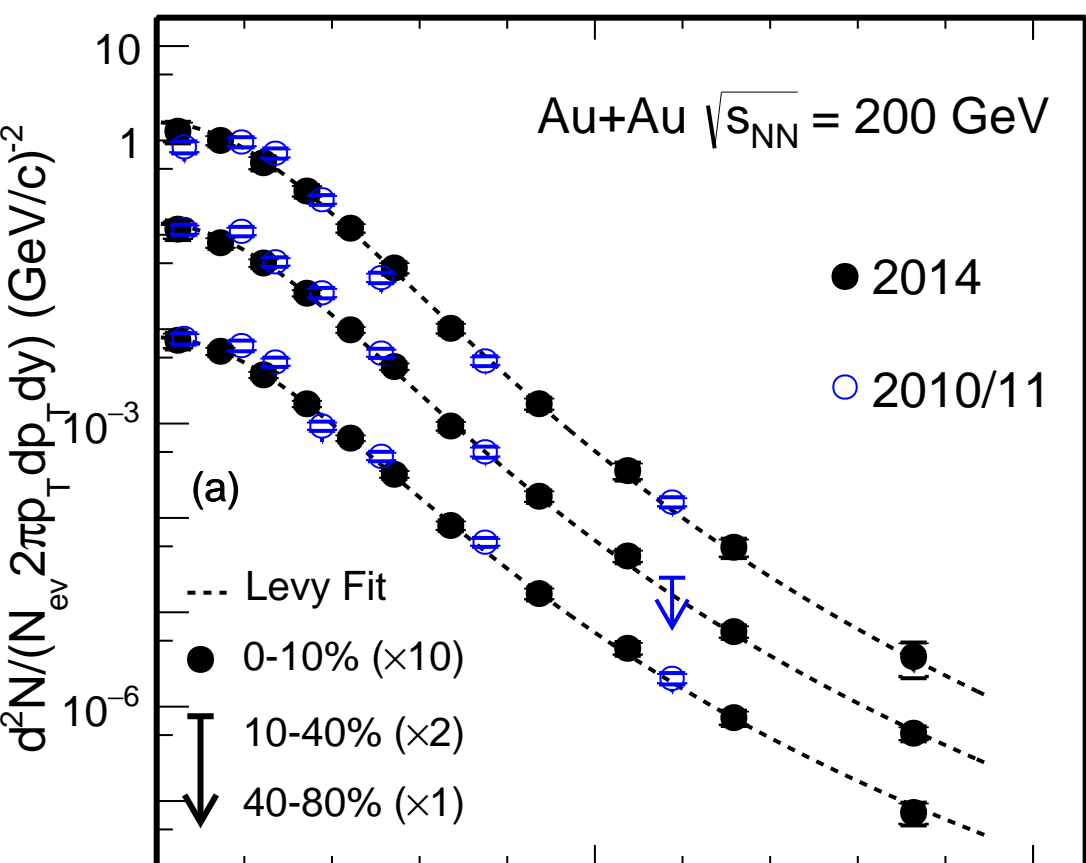 10
1
10⁻³
10⁻⁶
d²N/(N_ev 2πp_T dp_T dy) (GeV/c)⁻²
Au+Au √s_NN = 200 GeV
2014
2010/11
(a)
Levy Fit
0-10% (×10)
10-40% (×2)
40-80% (×1)